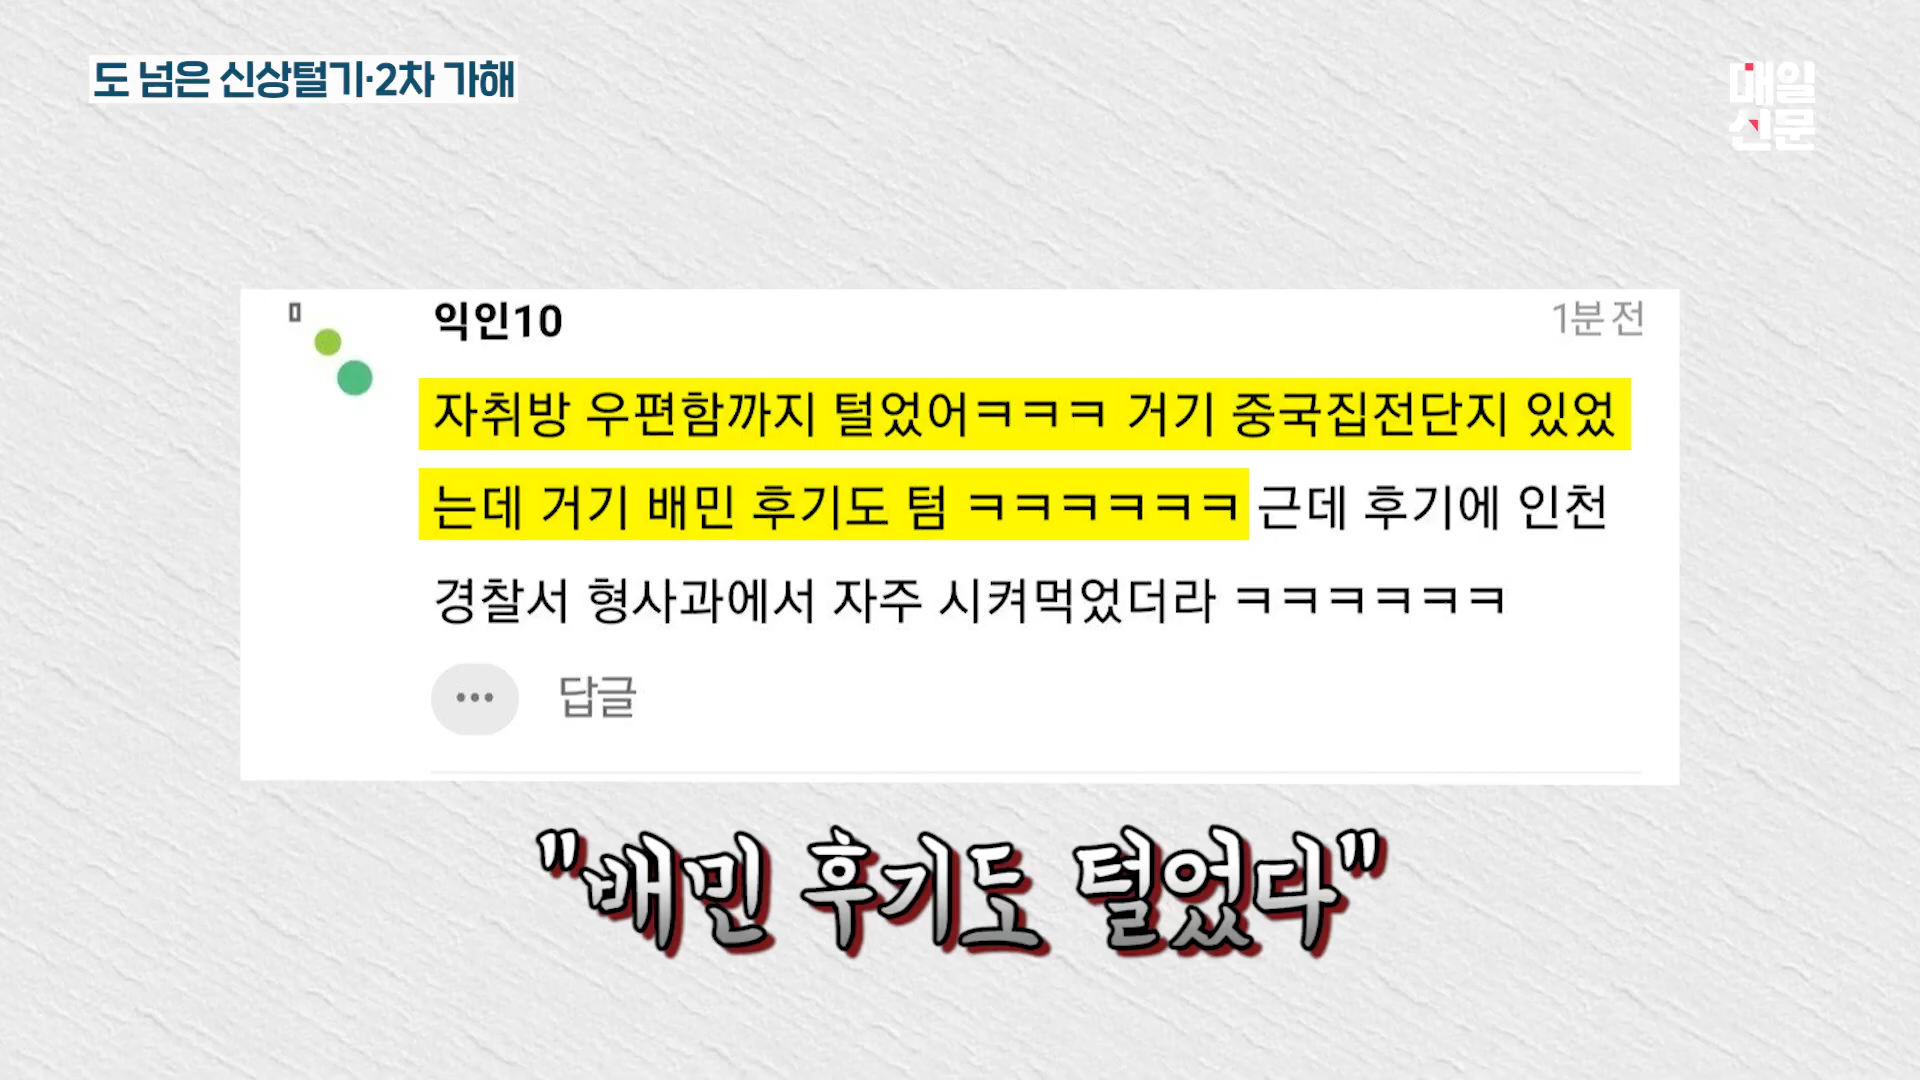 도 넘은 신상털기·2차 가해
매일
신문
익인10
1분 전
자취방 우편함까지 털었어ㅋㅋㅋ 거기 중국집전단지 있었
는데 거기 배민 후기도 텀 ㅋㅋㅋㅋㅋㅋ 근데 후기에 인천
경찰서 형사과에서 자주 시켜먹었더라 ㅋㅋㅋㅋㅋㅋ
답글
"배민 후기도 털었다"